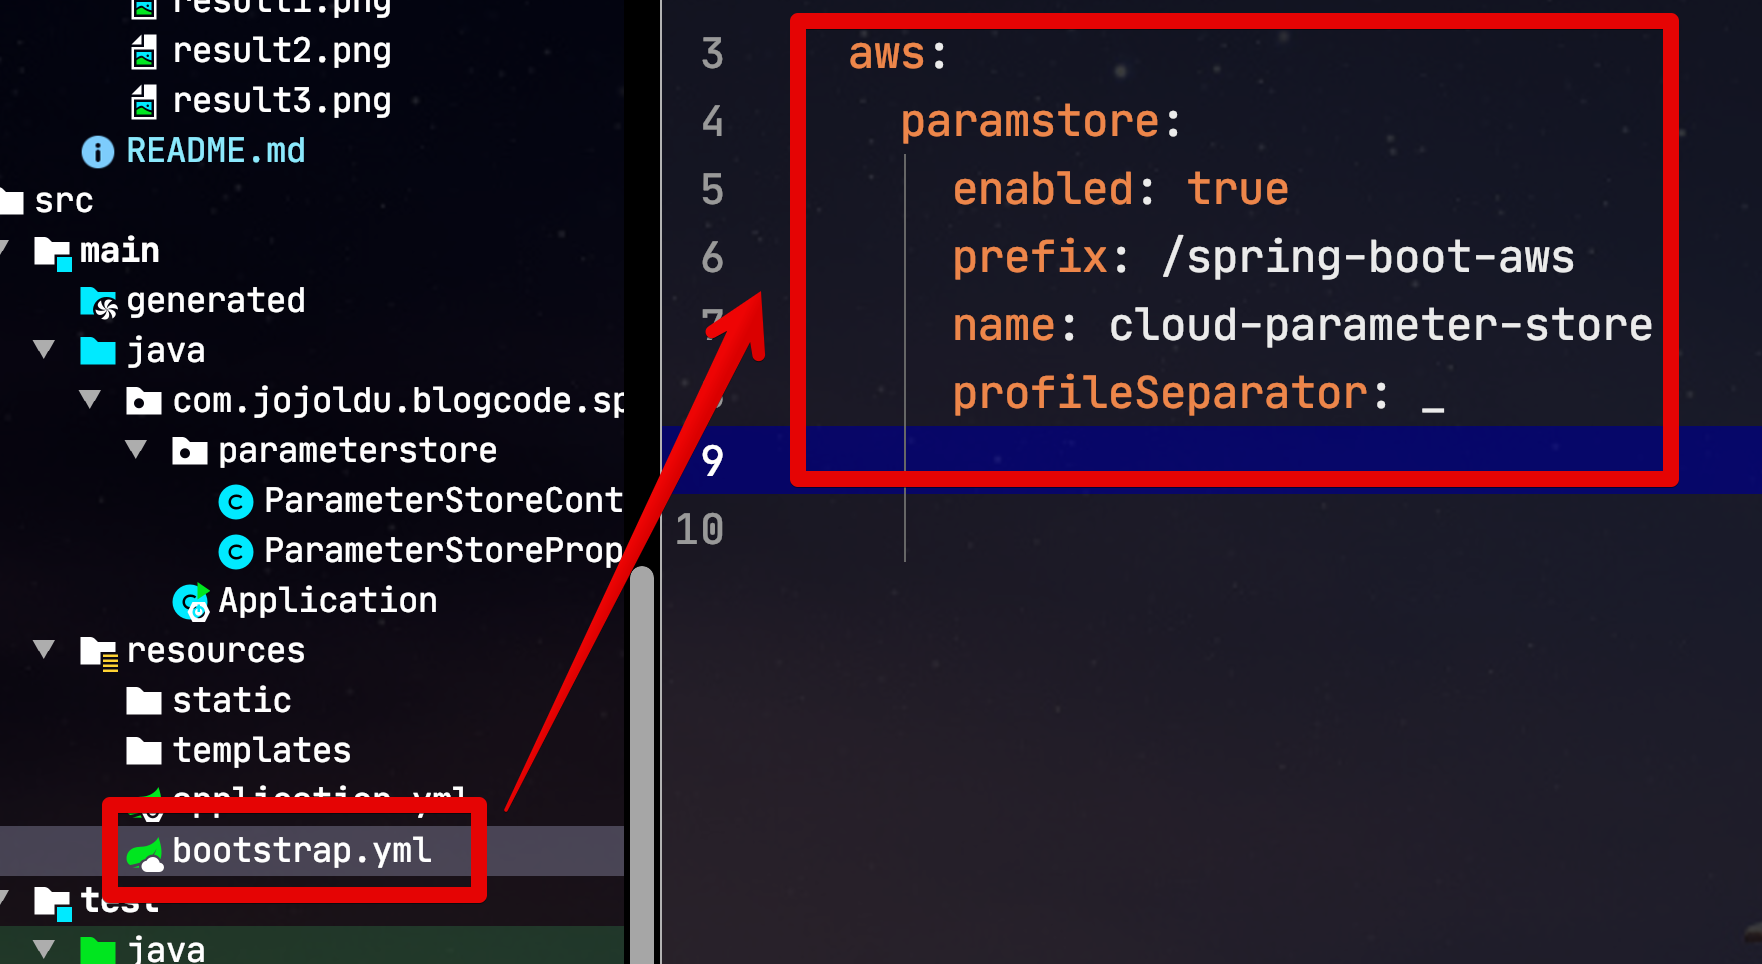 result1.png
result2.png
result3.png
README.md
src
main
generated
java
com.jojoldu.blogcode.sp
parameterstore
ParameterStoreCont
ParameterStoreProp
Application
resources
static
templates
application.yml
bootstrap.yml
test
java
3 aws:
4 paramstore:
5 enabled: true
6 prefix: /spring-boot-aws
7 name: cloud-parameter-store
8 profileSeparator: _
9
10